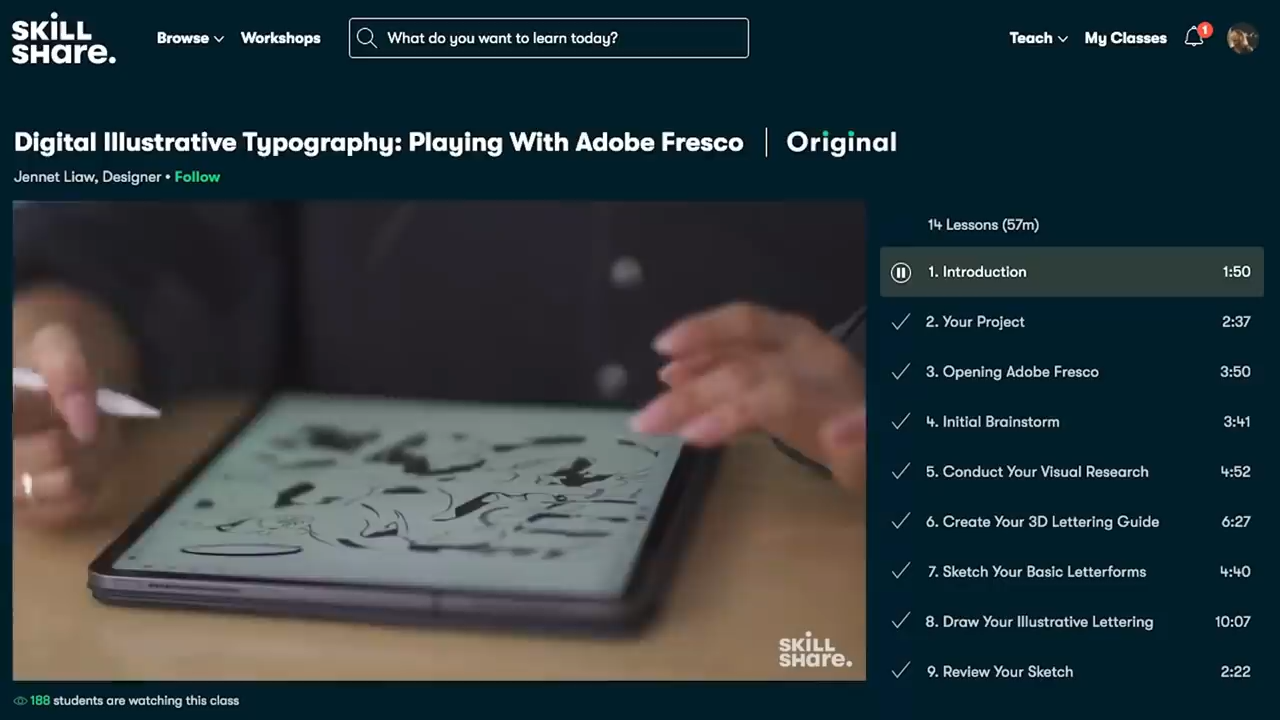 SKILL
SHARE.
Browse
Workshops
What do you want to learn today?
Teach
My Classes
1
Digital Illustrative Typography: Playing With Adobe Fresco | Original
Jennet Liaw, Designer • Follow
14 Lessons (57m)
1. Introduction 1:50
2. Your Project 2:37
3. Opening Adobe Fresco 3:50
4. Initial Brainstorm 3:41
5. Conduct Your Visual Research 4:52
6. Create Your 3D Lettering Guide 6:27
7. Sketch Your Basic Letterforms 4:40
8. Draw Your Illustrative Lettering 10:07
9. Review Your Sketch 2:22
SKILL
SHARE.
188 students are watching this class